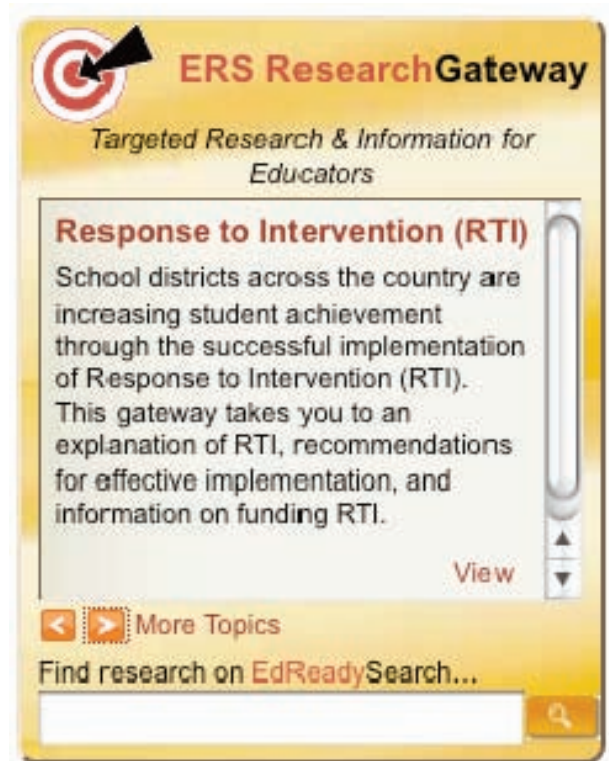 ERS ResearchGateway
Targeted Research & Information for
Educators
Response to Intervention (RTI)
School districts across the country are
increasing student achievement
through the successful implementation
of Response to Intervention (RTI).
This gateway takes you to an
explanation of RTI, recommendations
for effective implementation, and
information on funding RTI.
View
< > More Topics
Find research on EdReadySearch...